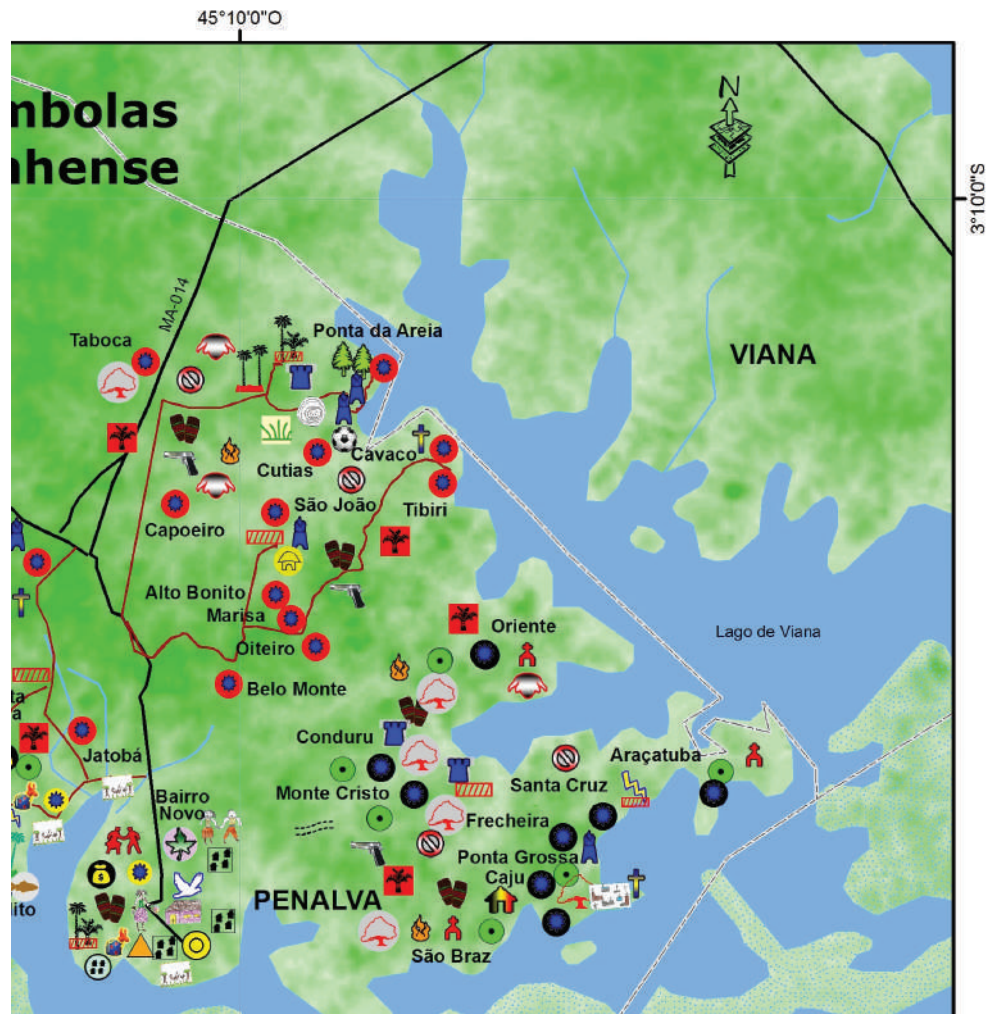 45°10'0"O
mbolas
nhense
N
3°10'0"S
MA-014
Taboca
Ponta da Areia
VIANA
Cutias
Cavaco
São João
Tibiri
Capoeiro
Alto Bonito
Marisa
Oiteiro
Oriente
Lago de Viana
Belo Monte
ta
a
Jatobá
Conduru
Araçatuba
Santa Cruz
Monte Cristo
Bairro
Novo
Frecheira
Ponta Grossa
Caju
$
PENALVA
ito
São Braz